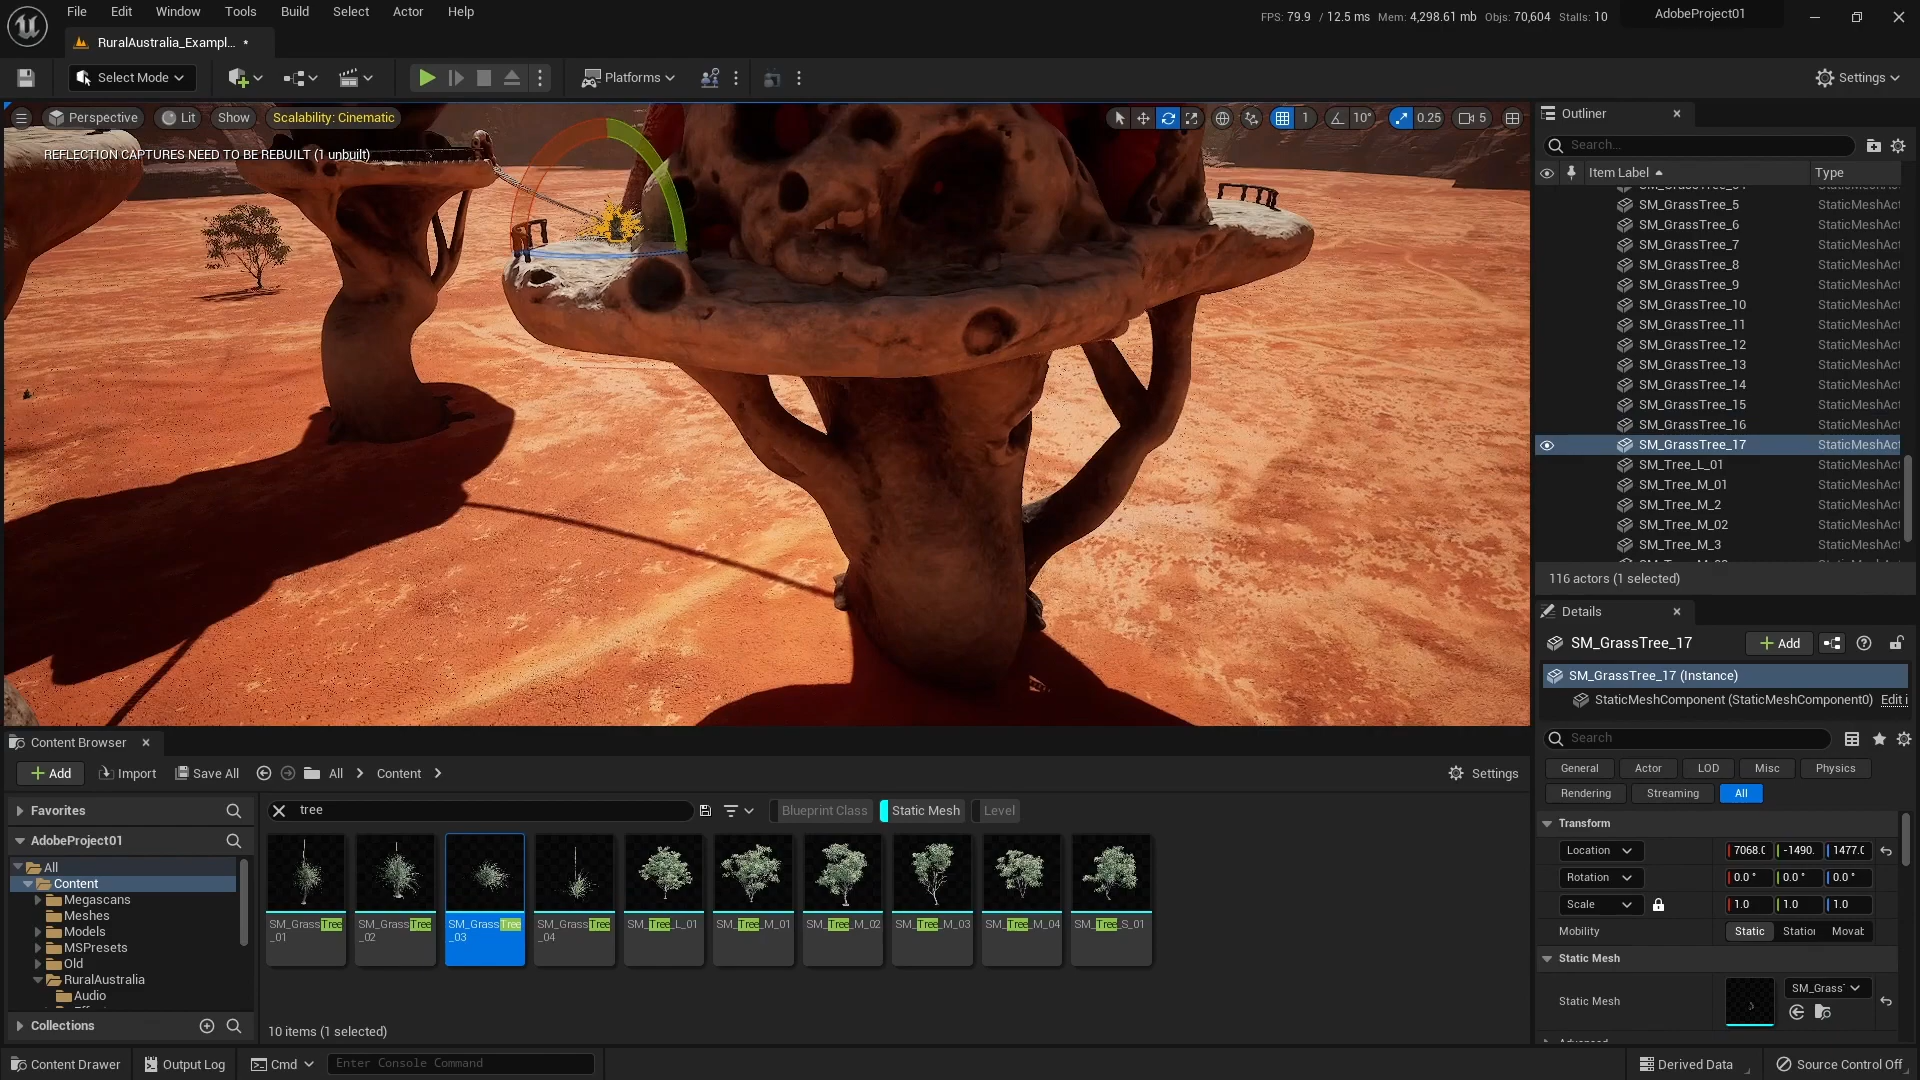 File Edit Window Tools Build Select Actor Help
FPS: 79.9 / 12.5 ms Mem: 4,298.61 mb Objs: 70,604 Stalls: 10
AdobeProject01
RuralAustralia_Exampl... •
Select Mode
Platforms
Settings
Perspective Lit Show Scalability: Cinematic
1 10° 0.25 5
REFLECTION CAPTURES NEED TO BE REBUILT (1 unbuilt)
Outliner
Search...
Item Label Type
SM_GrassTree_5 StaticMeshAct
SM_GrassTree_6 StaticMeshAct
SM_GrassTree_7 StaticMeshAct
SM_GrassTree_8 StaticMeshAct
SM_GrassTree_9 StaticMeshAct
SM_GrassTree_10 StaticMeshAct
SM_GrassTree_11 StaticMeshAct
SM_GrassTree_12 StaticMeshAct
SM_GrassTree_13 StaticMeshAct
SM_GrassTree_14 StaticMeshAct
SM_GrassTree_15 StaticMeshAct
SM_GrassTree_16 StaticMeshAct
SM_GrassTree_17 StaticMeshAct
SM_Tree_L_01 StaticMeshAct
SM_Tree_M_01 StaticMeshAct
SM_Tree_M_2 StaticMeshAct
SM_Tree_M_02 StaticMeshAct
SM_Tree_M_3 StaticMeshAct
116 actors (1 selected)
Details
SM_GrassTree_17
Add
SM_GrassTree_17 (Instance)
StaticMeshComponent (StaticMeshComponent0) Edit i
Search
General Actor LOD Misc Physics
Rendering Streaming All
Transform
Location 7068.0 -1490. 1477.0
Rotation 0.0 ° 0.0 ° 0.0 °
Scale 1.0 1.0 1.0
Mobility Static Station Movab
Static Mesh
Static Mesh SM_Grass
Content Browser
Add Import Save All All Content Settings
Favorites
AdobeProject01
All
Content
Megascans
Meshes
Models
MSPresets
Old
RuralAustralia
Audio
Collections
tree
Blueprint Class Static Mesh Level
SM_GrassTree_01
SM_GrassTree_02
SM_GrassTree_03
SM_GrassTree_04
SM_Tree_L_01
SM_Tree_M_01
SM_Tree_M_02
SM_Tree_M_03
SM_Tree_M_04
SM_Tree_S_01
10 items (1 selected)
Content Drawer Output Log Cmd Enter Console Command
Derived Data Source Control Off